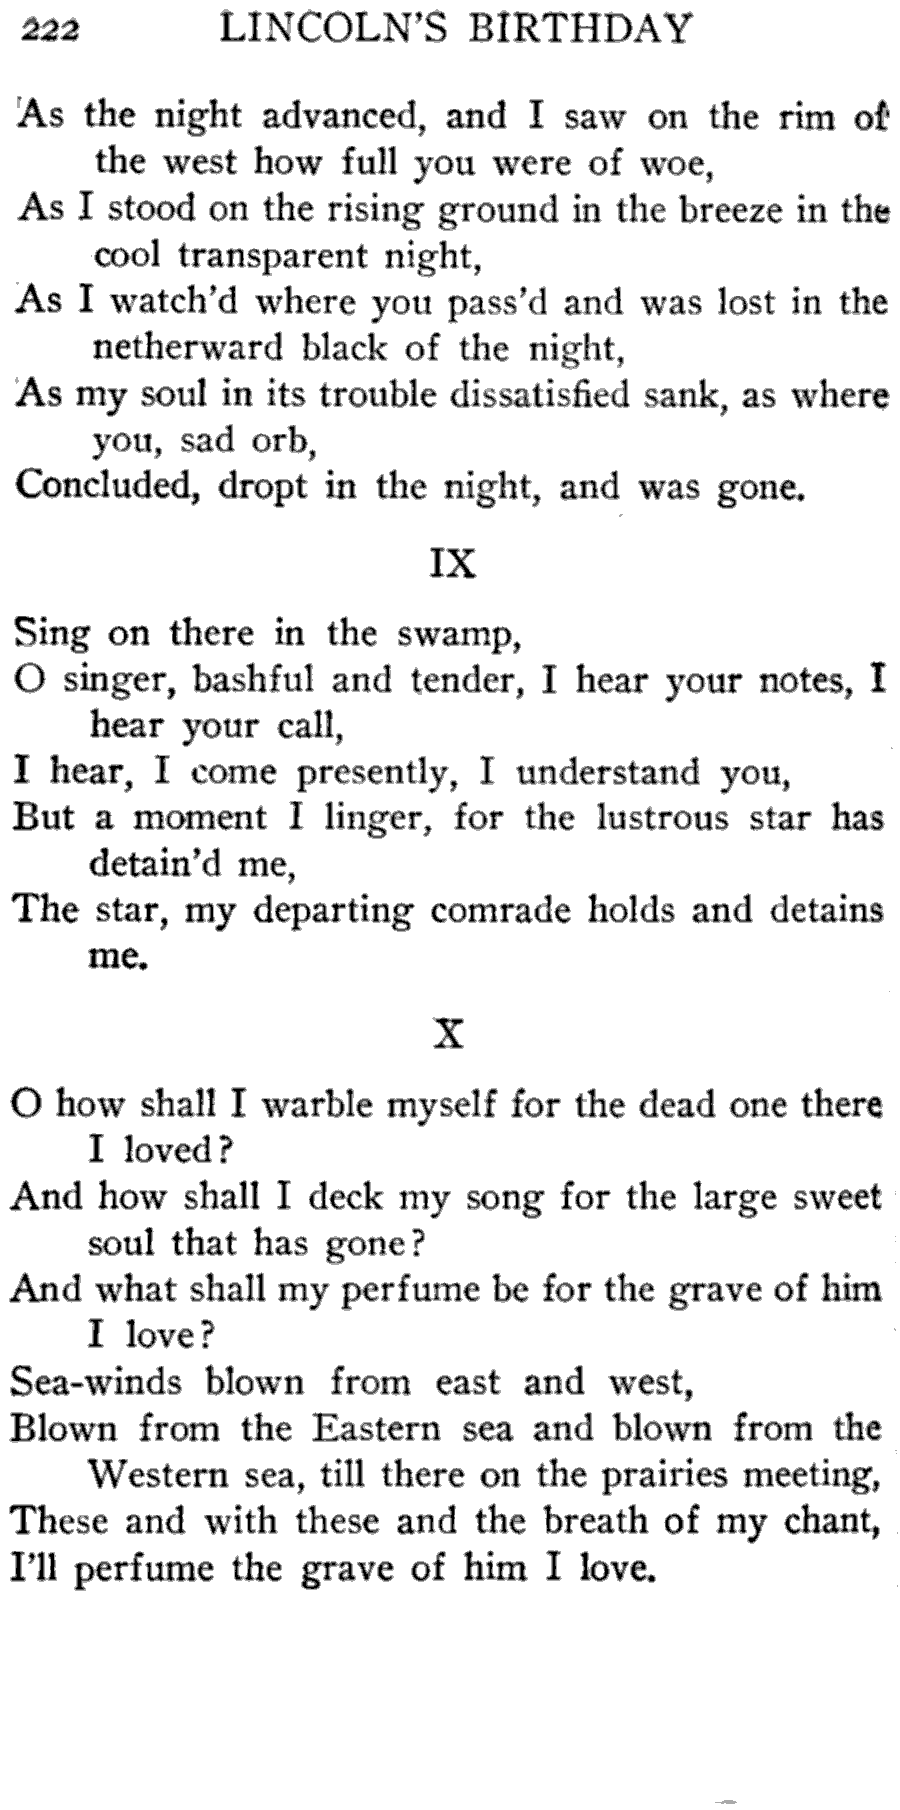 222 LINCOLN'S BIRTHDAY
As the night advanced, and I saw on the rim of
the west how full you were of woe,
As I stood on the rising ground in the breeze in the
cool transparent night,
As I watch'd where you pass'd and was lost in the
netherward black of the night,
As my soul in its trouble dissatisfied sank, as where
you, sad orb,
Concluded, dropt in the night, and was gone.
IX
Sing on there in the swamp,
O singer, bashful and tender, I hear your notes, I
hear your call,
I hear, I come presently, I understand you,
But a moment I linger, for the lustrous star has
detain'd me,
The star, my departing comrade holds and detains
me.
X
O how shall I warble myself for the dead one there
I loved?
And how shall I deck my song for the large sweet
soul that has gone?
And what shall my perfume be for the grave of him
I love?
Sea-winds blown from east and west,
Blown from the Eastern sea and blown from the
Western sea, till there on the prairies meeting,
These and with these and the breath of my chant,
I'll perfume the grave of him I love.